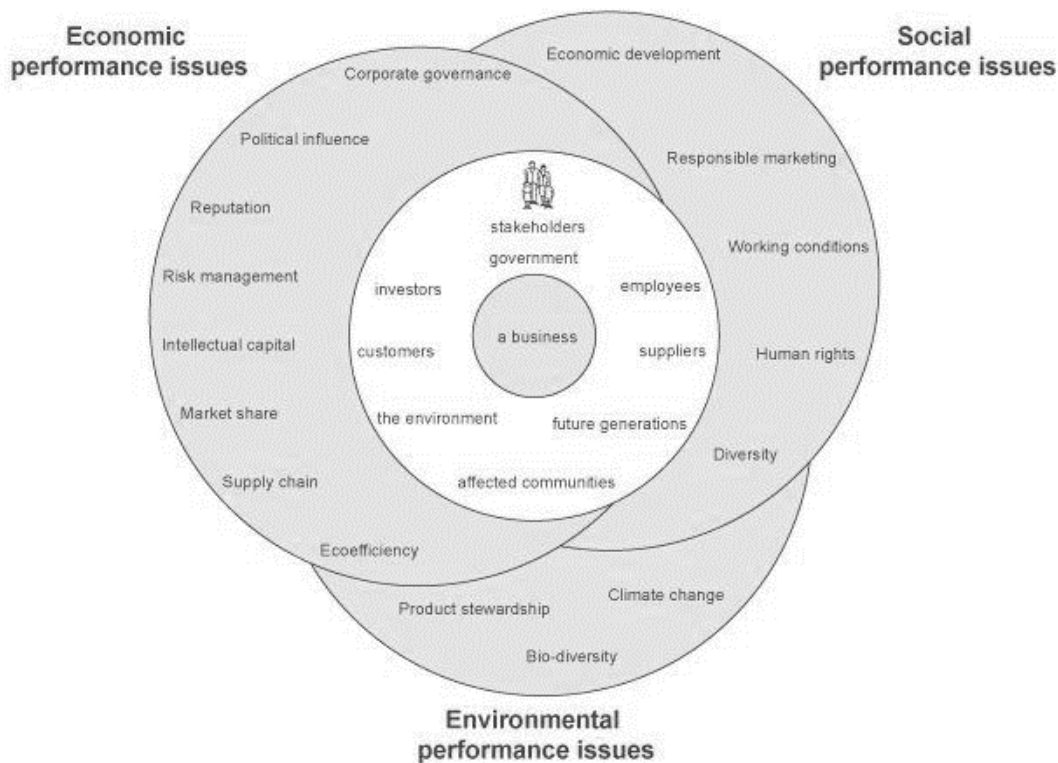 Economic
performance issues
Social
performance issues
Economic development
Corporate governance
Political influence
Responsible marketing
Reputation
stakeholders
Working conditions
government
Risk management
investors
employees
a business
Intellectual capital
customers
suppliers
Human rights
Market share
the environment
future generations
Diversity
Supply chain
affected communities
Ecoefficiency
Climate change
Product stewardship
Bio-diversity
Environmental
performance issues